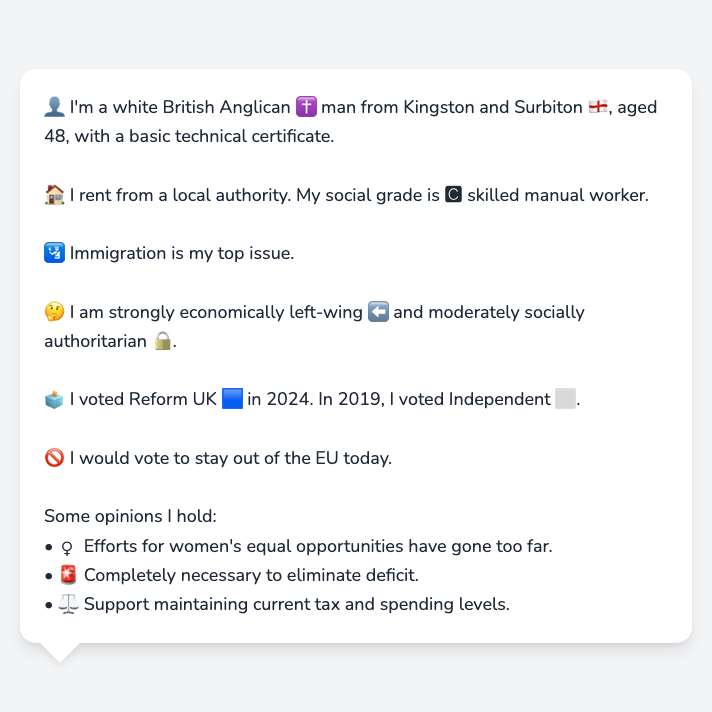 👤 I'm a white British Anglican ✝️ man from Kingston and Surbiton 🏴󠁧󠁢󠁥󠁮󠁧󠁿, aged
48, with a basic technical certificate.
🏠 I rent from a local authority. My social grade is 🅲 skilled manual worker.
🛂 Immigration is my top issue.
🤔 I am strongly economically left-wing ⬅️ and moderately socially
authoritarian 🔒.
🗳️ I voted Reform UK 🟦 in 2024. In 2019, I voted Independent ⬜.
🚫 I would vote to stay out of the EU today.
Some opinions I hold:
• ♀ Efforts for women's equal opportunities have gone too far.
• 🚨 Completely necessary to eliminate deficit.
• ⚖️ Support maintaining current tax and spending levels.